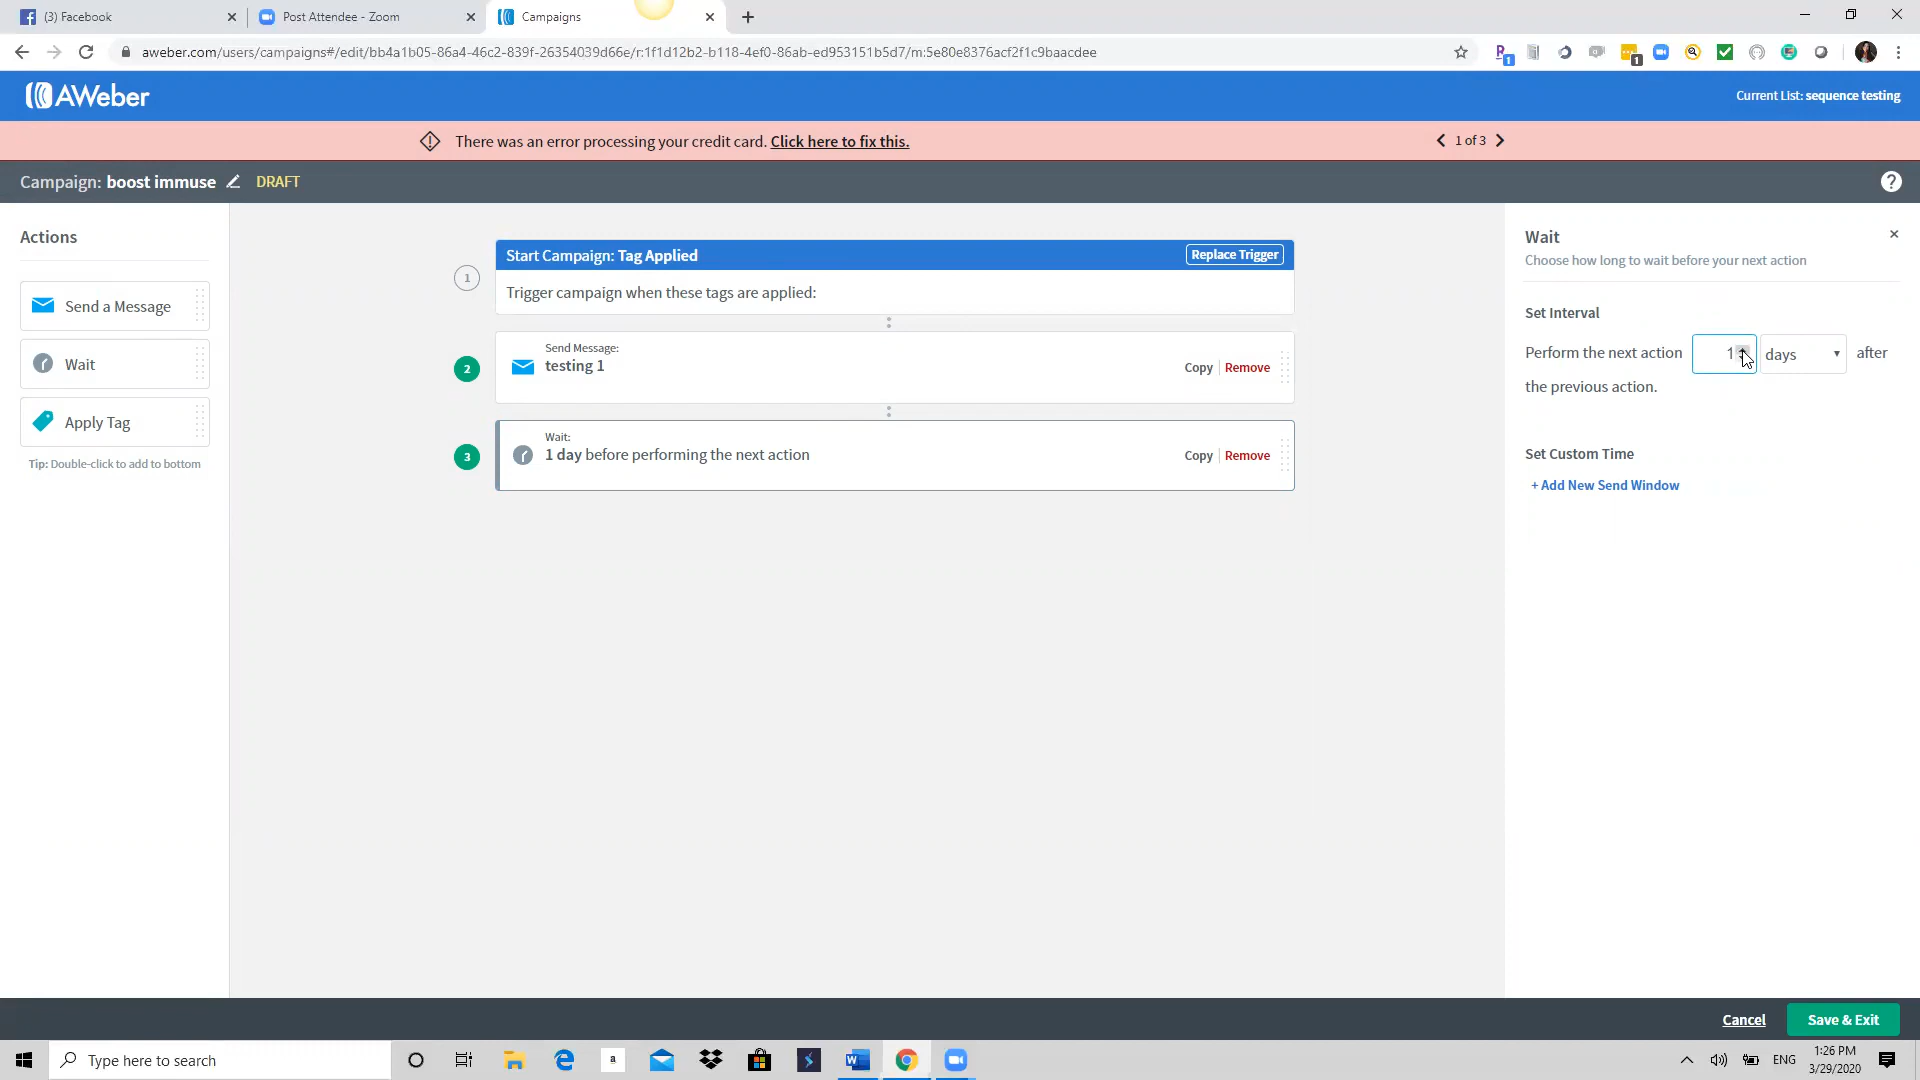 (3) Facebook
Post Attendee - Zoom
Campaigns
aweber.com/users/campaigns#/edit/bb4a1b05-86a4-46c2-839f-26354039d66e/r:1f1d12b2-b118-4ef0-86ab-ed953151b5d7/m:5e80e8376acf2f1c9baacdee
AWeber
Current List: sequence testing
There was an error processing your credit card. Click here to fix this.
1 of 3
Campaign: boost immuse
DRAFT
?
Actions
Send a Message
Wait
Apply Tag
Tip: Double-click to add to bottom
1
Start Campaign: Tag Applied
Replace Trigger
Trigger campaign when these tags are applied:
2
Send Message:
testing 1
Copy | Remove
3
Wait:
1 day before performing the next action
Copy | Remove
Wait
Choose how long to wait before your next action
Set Interval
Perform the next action 1 days after
the previous action.
Set Custom Time
+ Add New Send Window
Cancel
Save & Exit
Type here to search
ENG
1:26 PM
3/29/2020